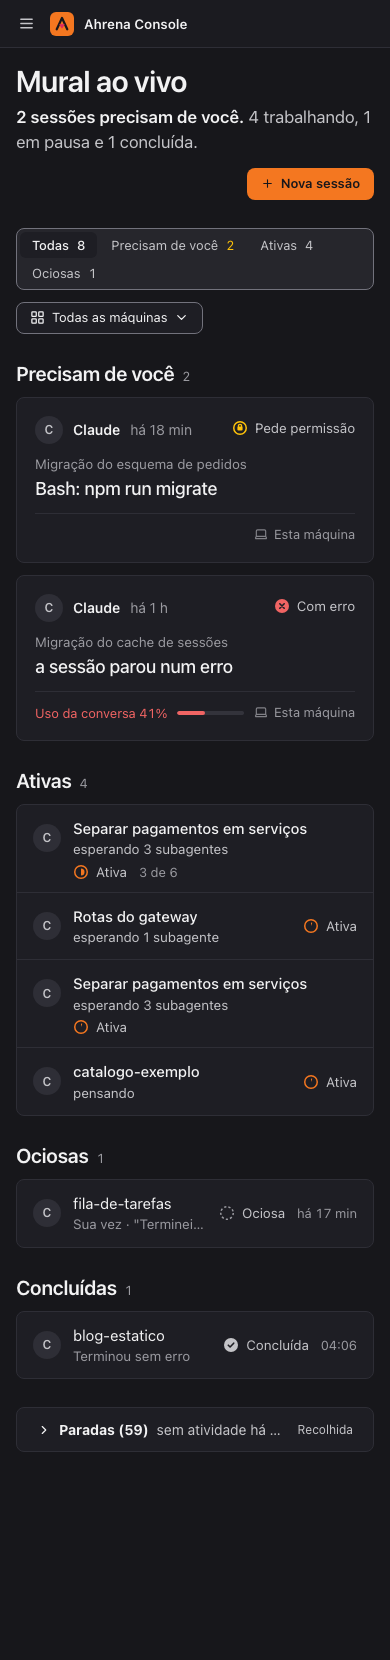 Ahrena Console
Mural ao vivo
2 sessões precisam de você. 4 trabalhando, 1
em pausa e 1 concluída.
+ Nova sessão
Todas 8 Precisam de você 2 Ativas 4
Ociosas 1
Todas as máquinas
Precisam de você 2
C Claude há 18 min Pede permissão
Migração do esquema de pedidos
Bash: npm run migrate
Esta máquina
C Claude há 1 h Com erro
Migração do cache de sessões
a sessão parou num erro
Uso da conversa 41% Esta máquina
Ativas 4
C Separar pagamentos em serviços
esperando 3 subagentes
Ativa 3 de 6
C Rotas do gateway
esperando 1 subagente
Ativa
C Separar pagamentos em serviços
esperando 3 subagentes
Ativa
C catalogo-exemplo
pensando
Ativa
Ociosas 1
C fila-de-tarefas
Sua vez · "Terminei...
Ociosa há 17 min
Concluídas 1
C blog-estatico
Terminou sem erro
Concluída 04:06
Paradas (59) sem atividade há ... Recolhida